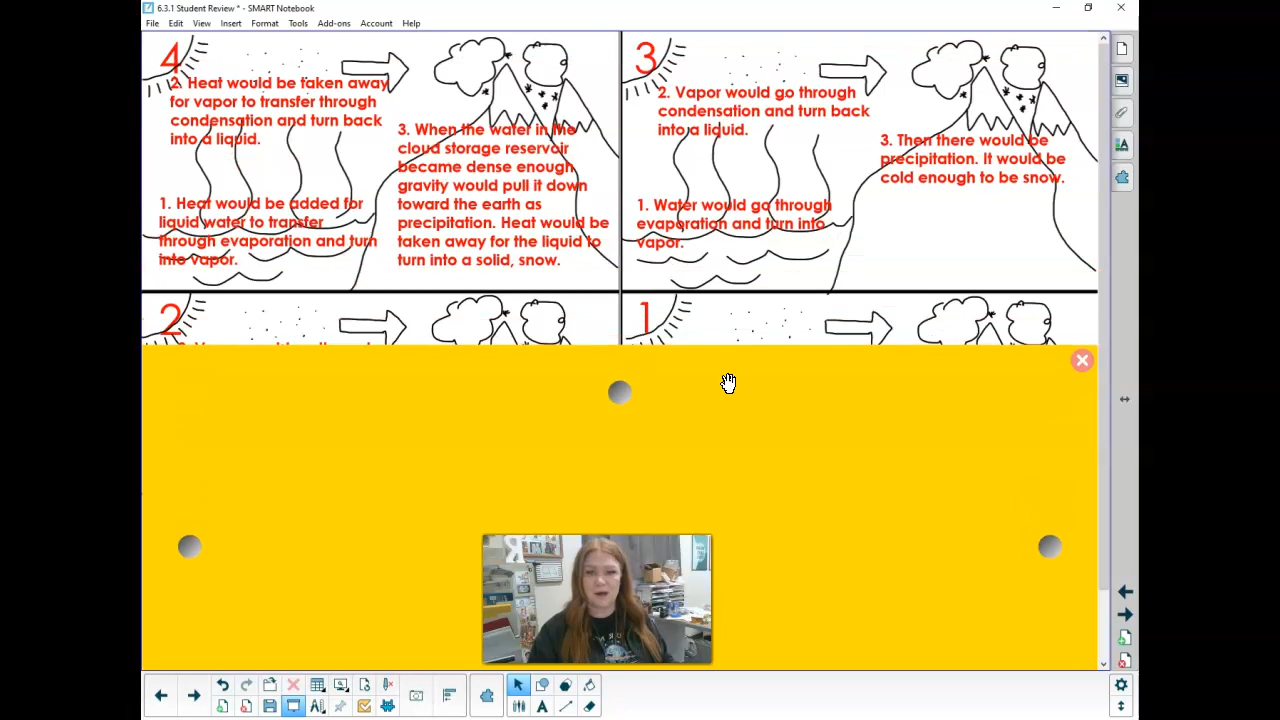 6.3.1 Student Review * - SMART Notebook
File Edit View Insert Format Tools Add-ons Account Help
4
2. Heat would be taken away
for vapor to transfer through
condensation and turn back
into a liquid.
1. Heat would be added for
liquid water to transfer
through evaporation and turn
into vapor.
3. When the water in the
cloud storage reservoir
became dense enough
gravity would pull it down
toward the earth as
precipitation. Heat would be
taken away for the liquid to
turn into a solid, snow.
3
2. Vapor would go through
condensation and turn back
into a liquid.
1. Water would go through
evaporation and turn into
vapor.
3. Then there would be
precipitation. It would be
cold enough to be snow.
2
1